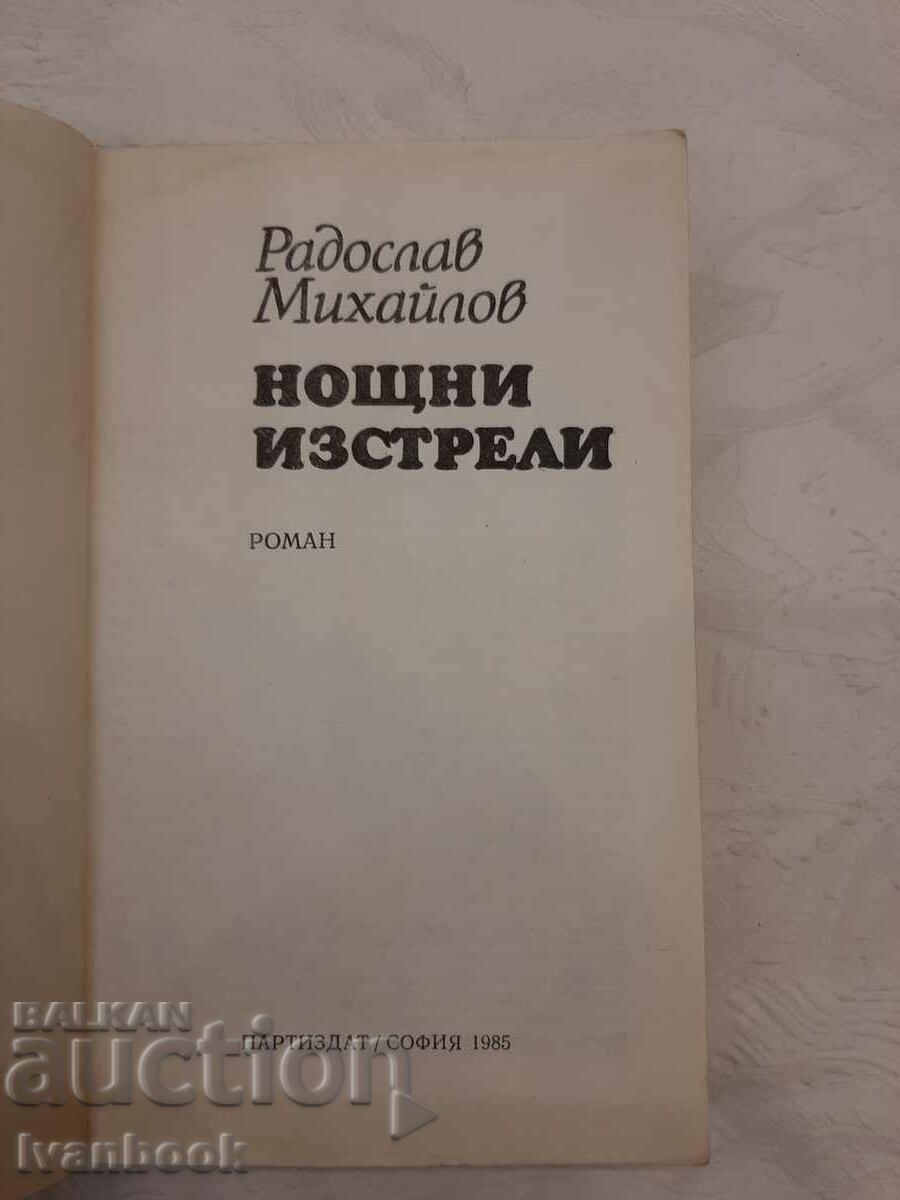 Радослав
Михайлов
НОЩНИ
ИЗСТРЕЛИ
РОМАН
ПАРТИЗДАТ / СОФИЯ 1985
BALKAN
auction
Ivanbook